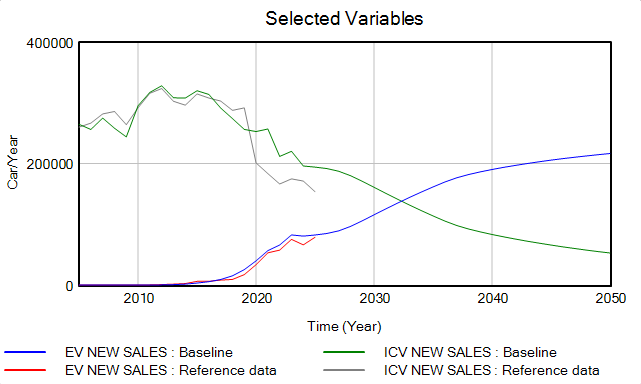 Selected Variables
400000
200000
0
Car/Year
2010 2020 2030 2040 2050
Time (Year)
EV NEW SALES : Baseline ICV NEW SALES : Baseline
EV NEW SALES : Reference data ICV NEW SALES : Reference data